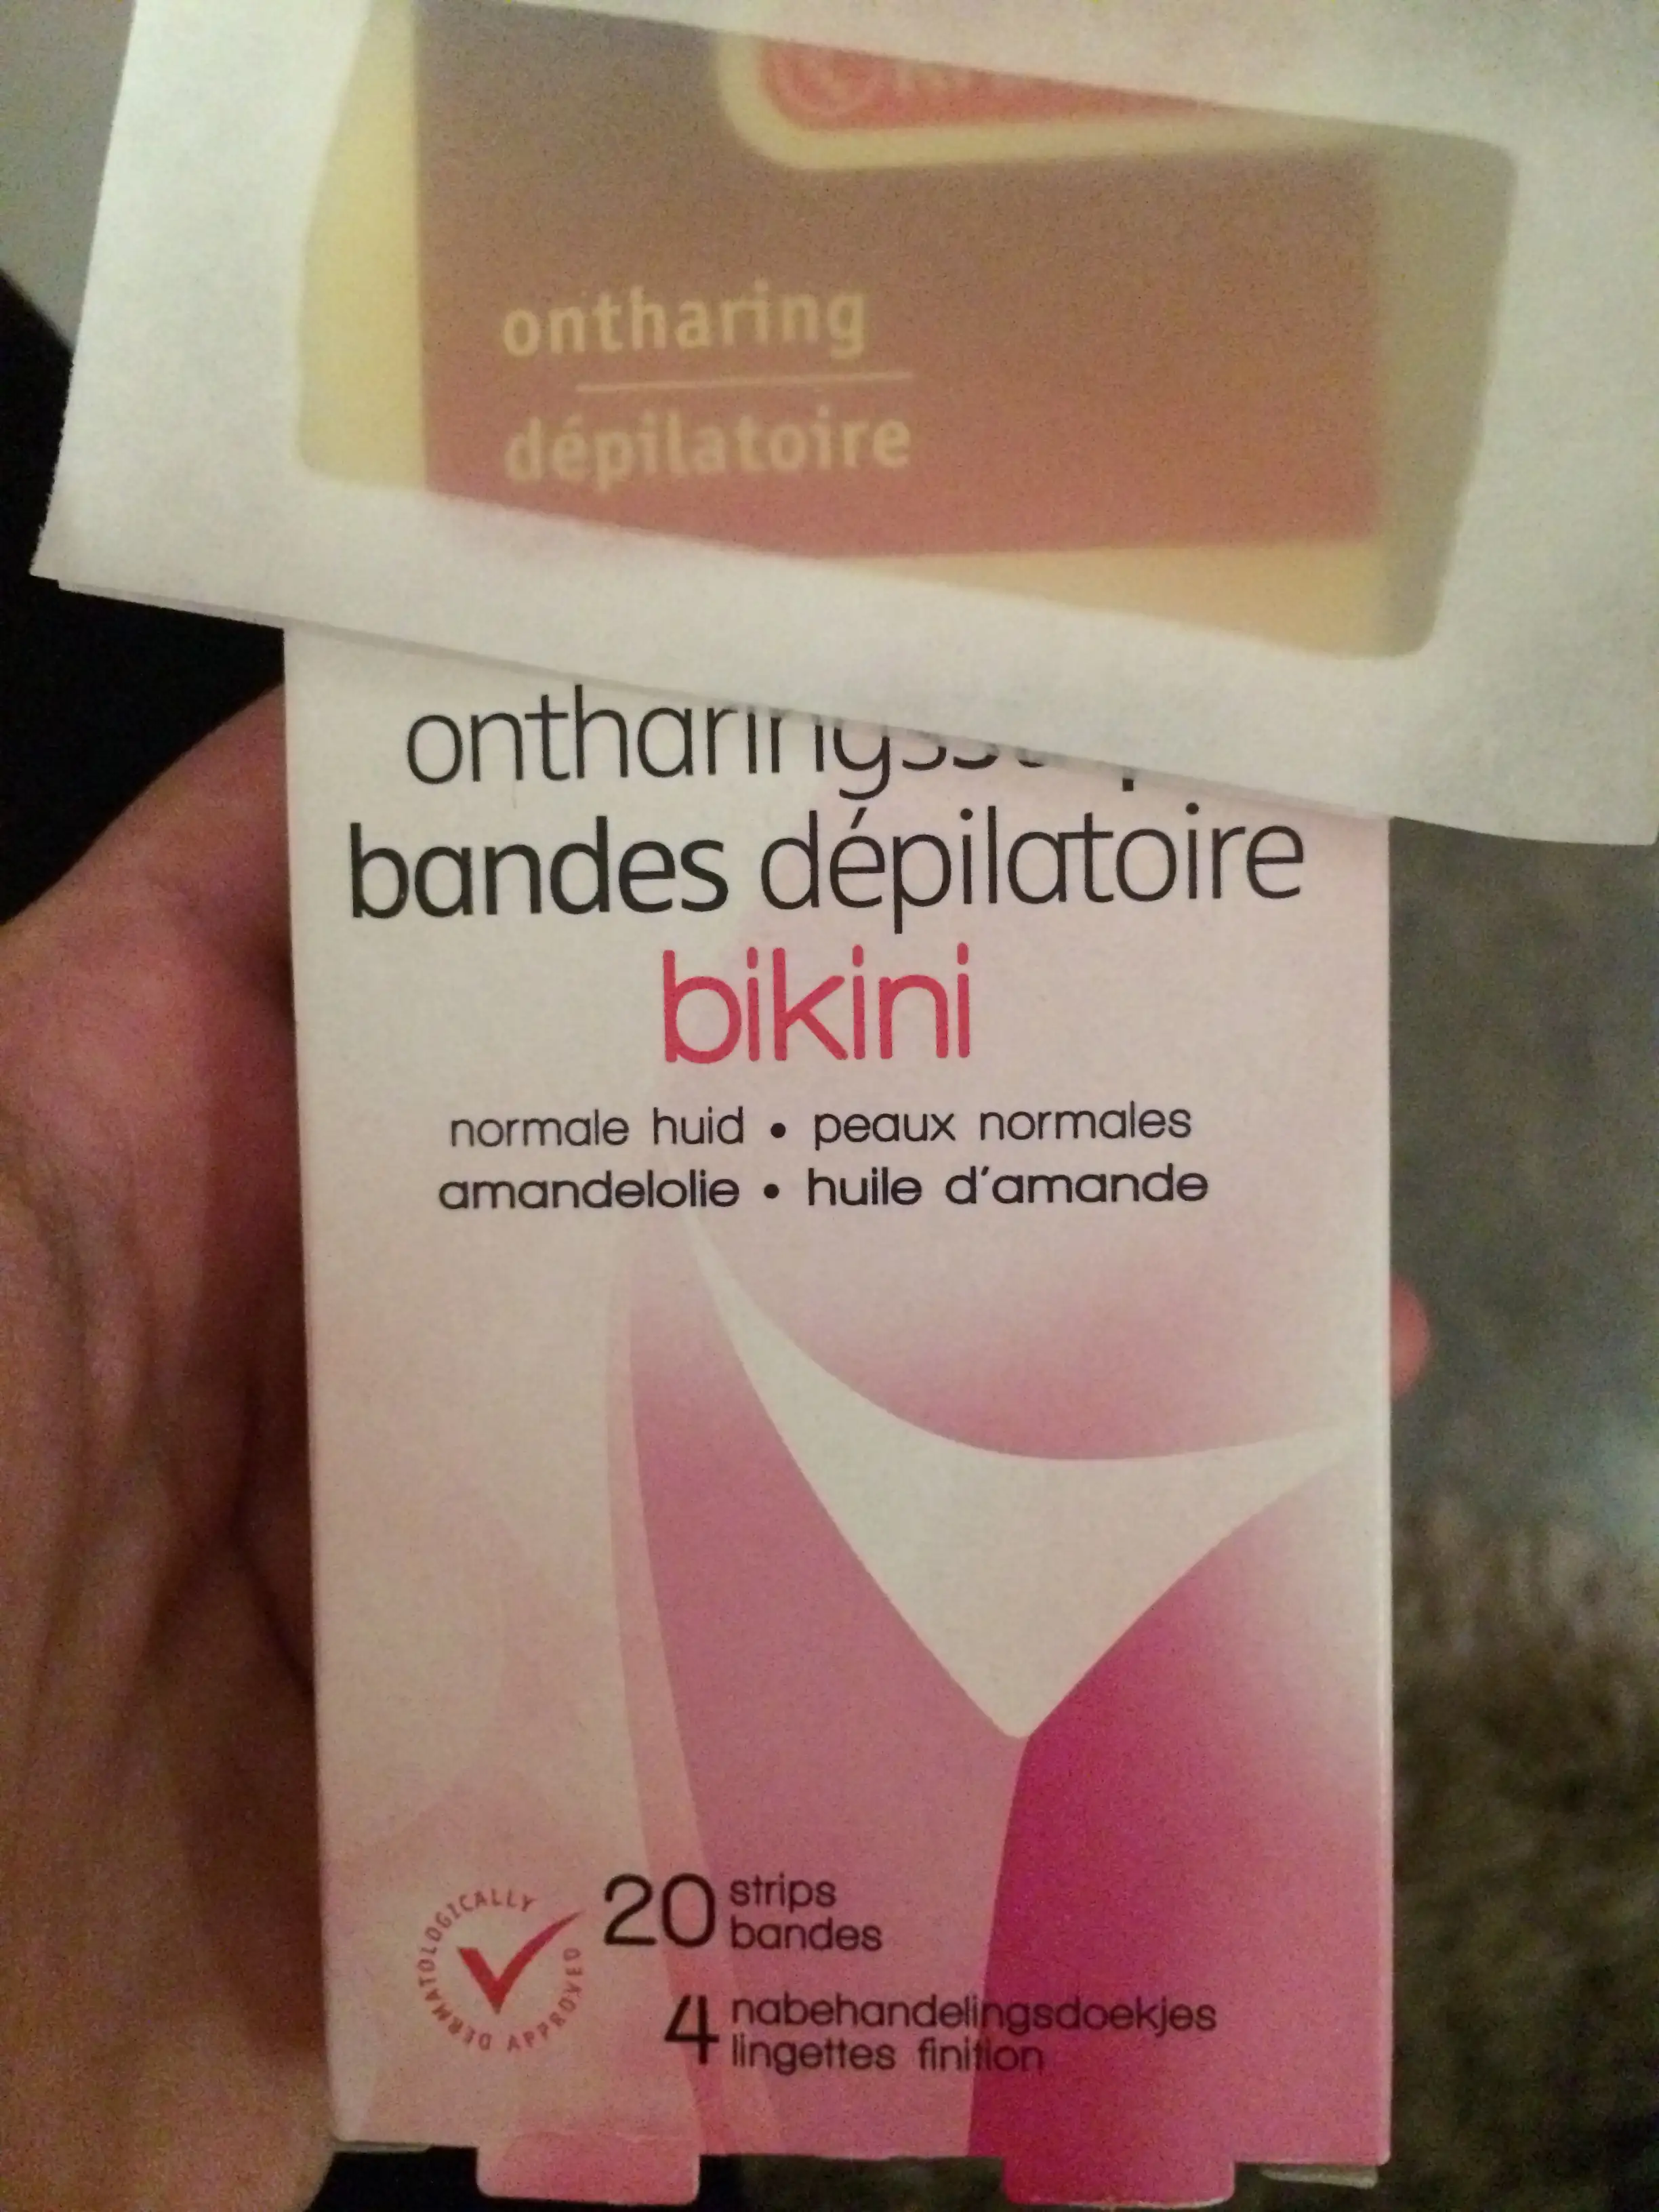 ontharing
dépilatoire
bandes dépilatoire
bikini
normale huid • peaux normales
amandelolie • huile d'amande
DERMATOLOGICALLY APPROVED
20 strips
bandes
4 nabehandelingsdoekjes
lingettes finition